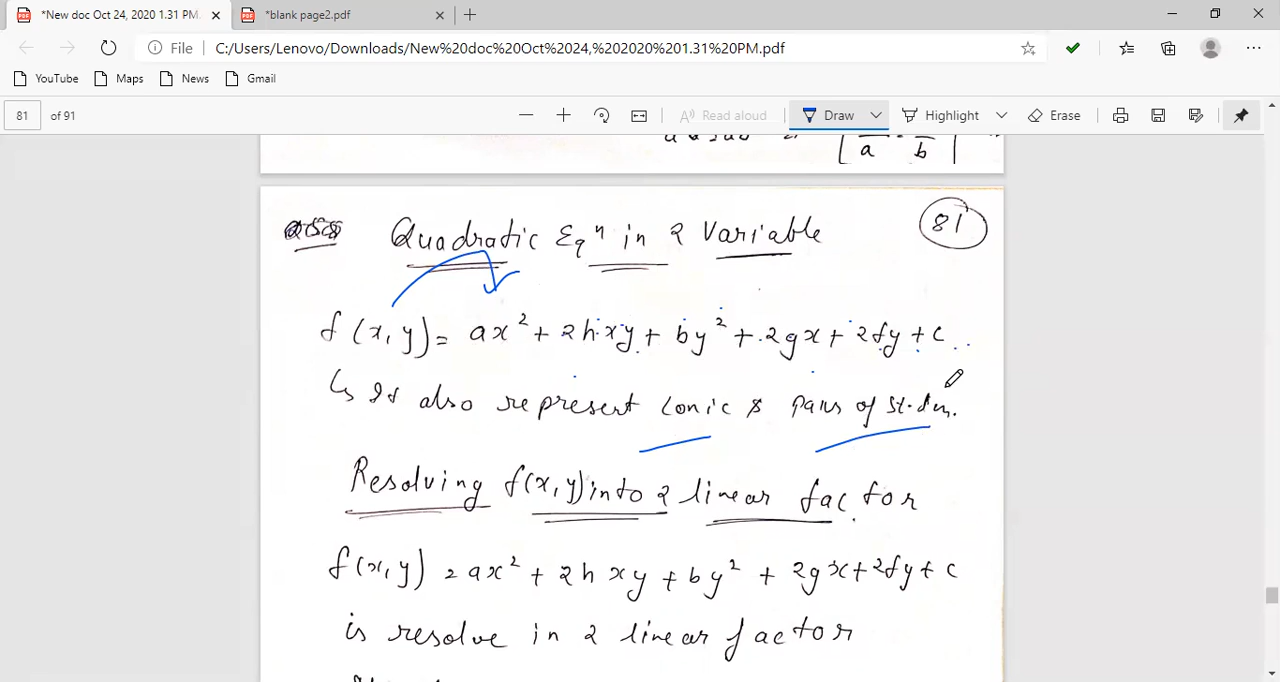 *New doc Oct 24, 2020 1.31 PM.
*blank page2.pdf
File C:/Users/Lenovo/Downloads/New%20doc%20Oct%2024,%202020%201.31%20PM.pdf
YouTube Maps News Gmail
81 of 91 Read aloud Draw Highlight Erase
a b
Quadratic Eqn in 2 Variable 81
f(x,y)= ax² + 2hxy + by² + 2gx + 2fy + c
↳ It also represent conic & pairs of st.
Resolving f(x,y) into 2 linear factor
f(x,y) = ax² + 2hxy + by² + 2gx + 2fy + c
is resolve in 2 linear factor